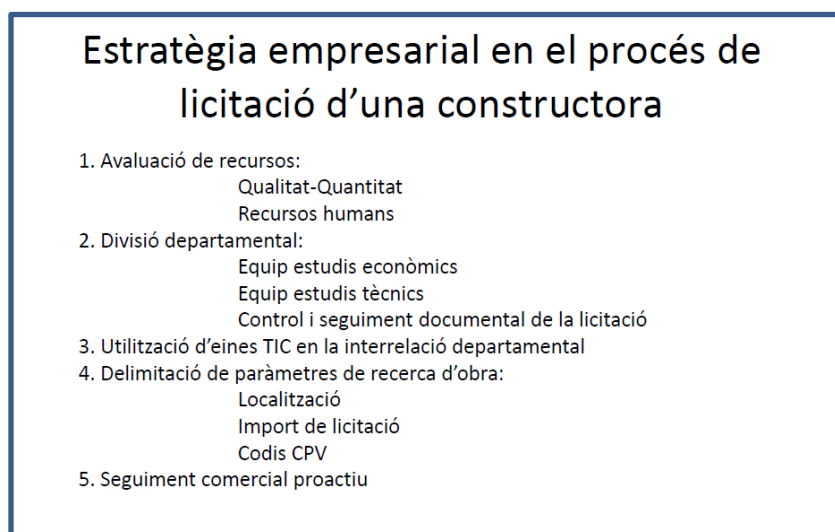 Estratègia empresarial en el procés de
licitació d’una constructora
1. Avaluació de recursos:
Qualitat-Quantitat
Recursos humans
2. Divisió departamental:
Equip estudis econòmics
Equip estudis tècnics
Control i seguiment documental de la licitació
3. Utilització d’eines TIC en la interrelació departamental
4. Delimitació de paràmetres de recerca d’obra:
Localització
Import de licitació
Codis CPV
5. Seguiment comercial proactiu